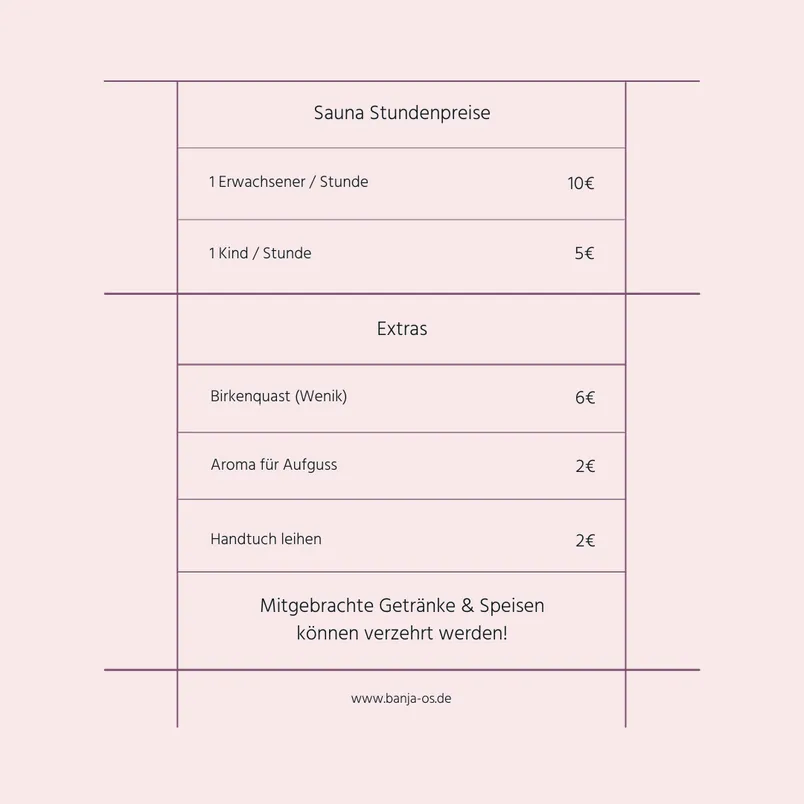 Sauna Stundenpreise
1 Erwachsener / Stunde 10€
1 Kind / Stunde 5€
Extras
Birkenquast (Wenik) 6€
Aroma für Aufguss 2€
Handtuch leihen 2€
Mitgebrachte Getränke & Speisen
können verzehrt werden!
www.banja-os.de